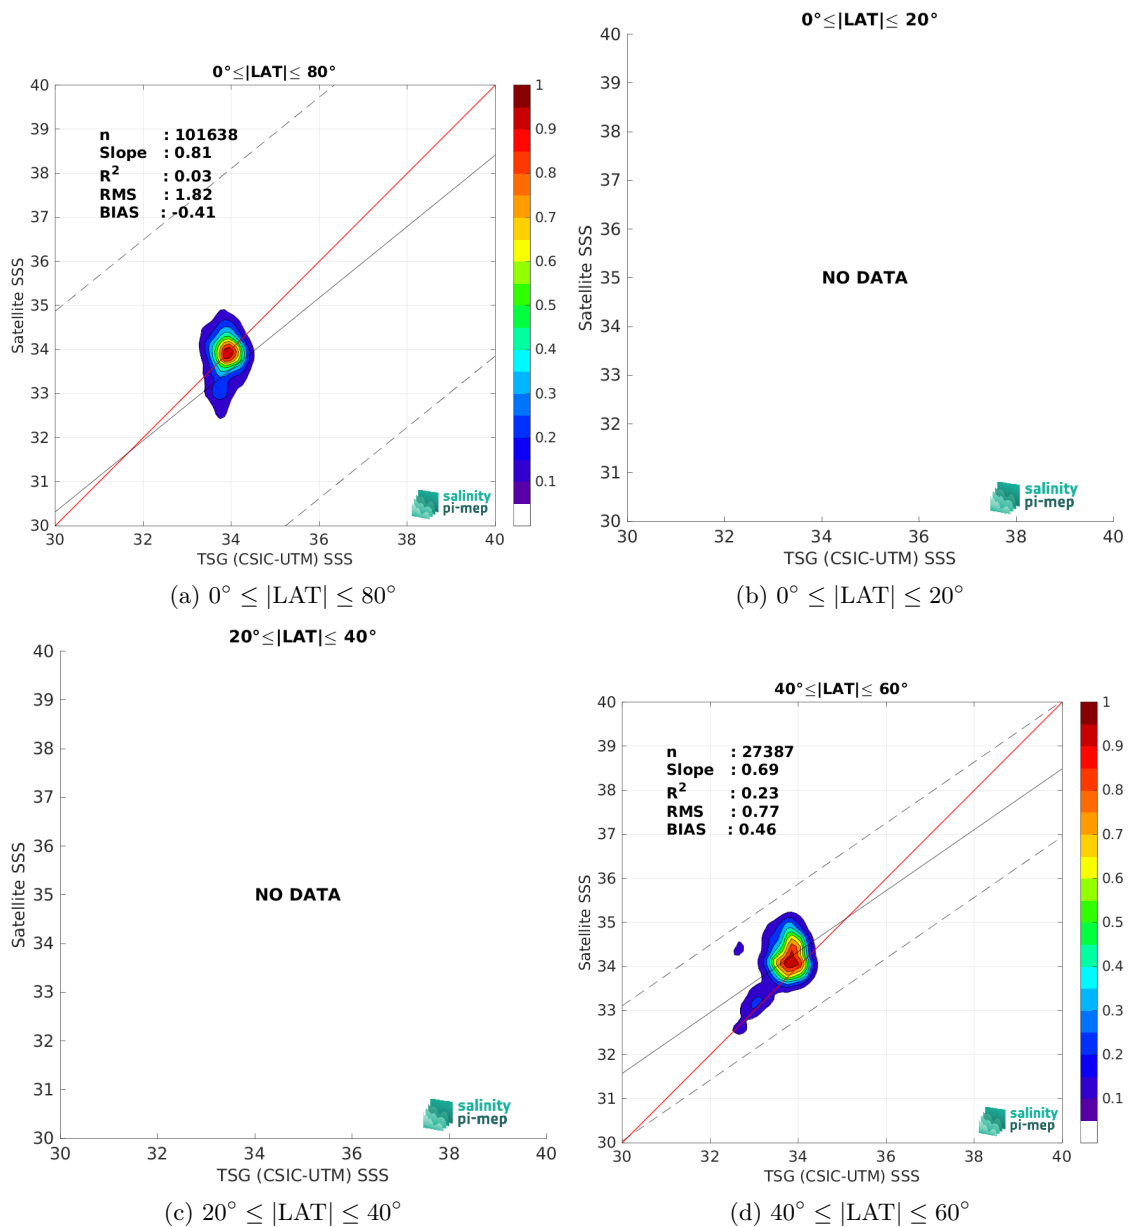 0°≤|LAT|≤ 80°
40
39
38
37
36
35
34
33
32
31
30
Satellite SSS
n : 101638
Slope : 0.81
R² : 0.03
RMS : 1.82
BIAS : -0.41
salinity
pi-mep
30 32 34 36 38 40
TSG (CSIC-UTM) SSS
1
0.9
0.8
0.7
0.6
0.5
0.4
0.3
0.2
0.1
(a) 0° ≤ |LAT| ≤ 80°
0°≤|LAT|≤ 20°
40
39
38
37
36
35
34
33
32
31
30
Satellite SSS
NO DATA
salinity
pi-mep
30 32 34 36 38 40
TSG (CSIC-UTM) SSS
(b) 0° ≤ |LAT| ≤ 20°
20°≤|LAT|≤ 40°
40
39
38
37
36
35
34
33
32
31
30
Satellite SSS
NO DATA
salinity
pi-mep
30 32 34 36 38 40
TSG (CSIC-UTM) SSS
(c) 20° ≤ |LAT| ≤ 40°
40°≤|LAT|≤ 60°
40
39
38
37
36
35
34
33
32
31
30
Satellite SSS
n : 27387
Slope : 0.69
R² : 0.23
RMS : 0.77
BIAS : 0.46
salinity
pi-mep
30 32 34 36 38 40
TSG (CSIC-UTM) SSS
1
0.9
0.8
0.7
0.6
0.5
0.4
0.3
0.2
0.1
(d) 40° ≤ |LAT| ≤ 60°